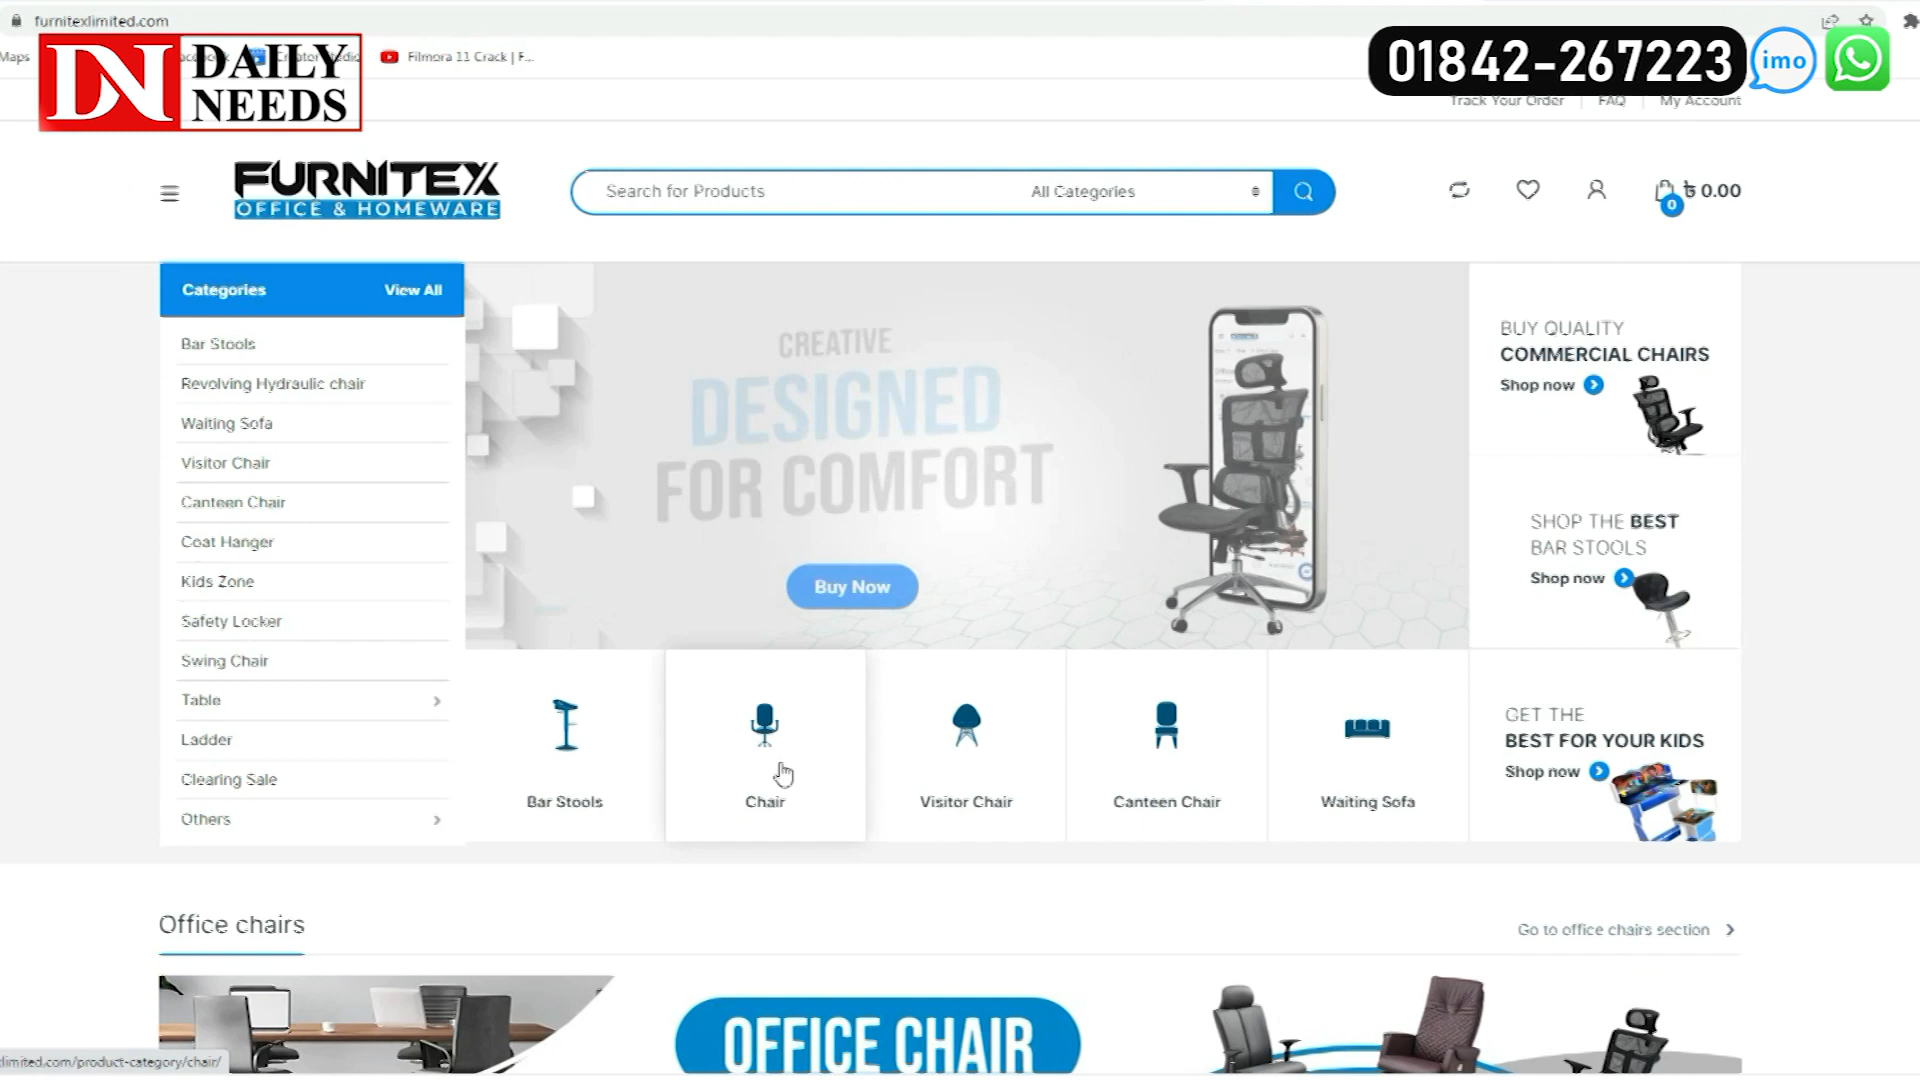 furnitexlimited.com
Maps
Filmora 11 Crack | F...
DN DAILY NEEDS
01842-267223
imo
Track Your Order
FAQ
My Account
FURNITEX
OFFICE & HOMEWARE
Search for Products
All Categories
0
৳ 0.00
Categories
View All
Bar Stools
Revolving Hydraulic chair
Waiting Sofa
Visitor Chair
Canteen Chair
Coat Hanger
Kids Zone
Safety Locker
Swing Chair
Table
Ladder
Clearing Sale
Others
CREATIVE
DESIGNED
FOR COMFORT
Buy Now
BUY QUALITY
COMMERCIAL CHAIRS
Shop now
SHOP THE BEST
BAR STOOLS
Shop now
GET THE
BEST FOR YOUR KIDS
Shop now
Bar Stools
Chair
Visitor Chair
Canteen Chair
Waiting Sofa
Office chairs
Go to office chairs section
OFFICE CHAIR
limited.com/product-category/chair/